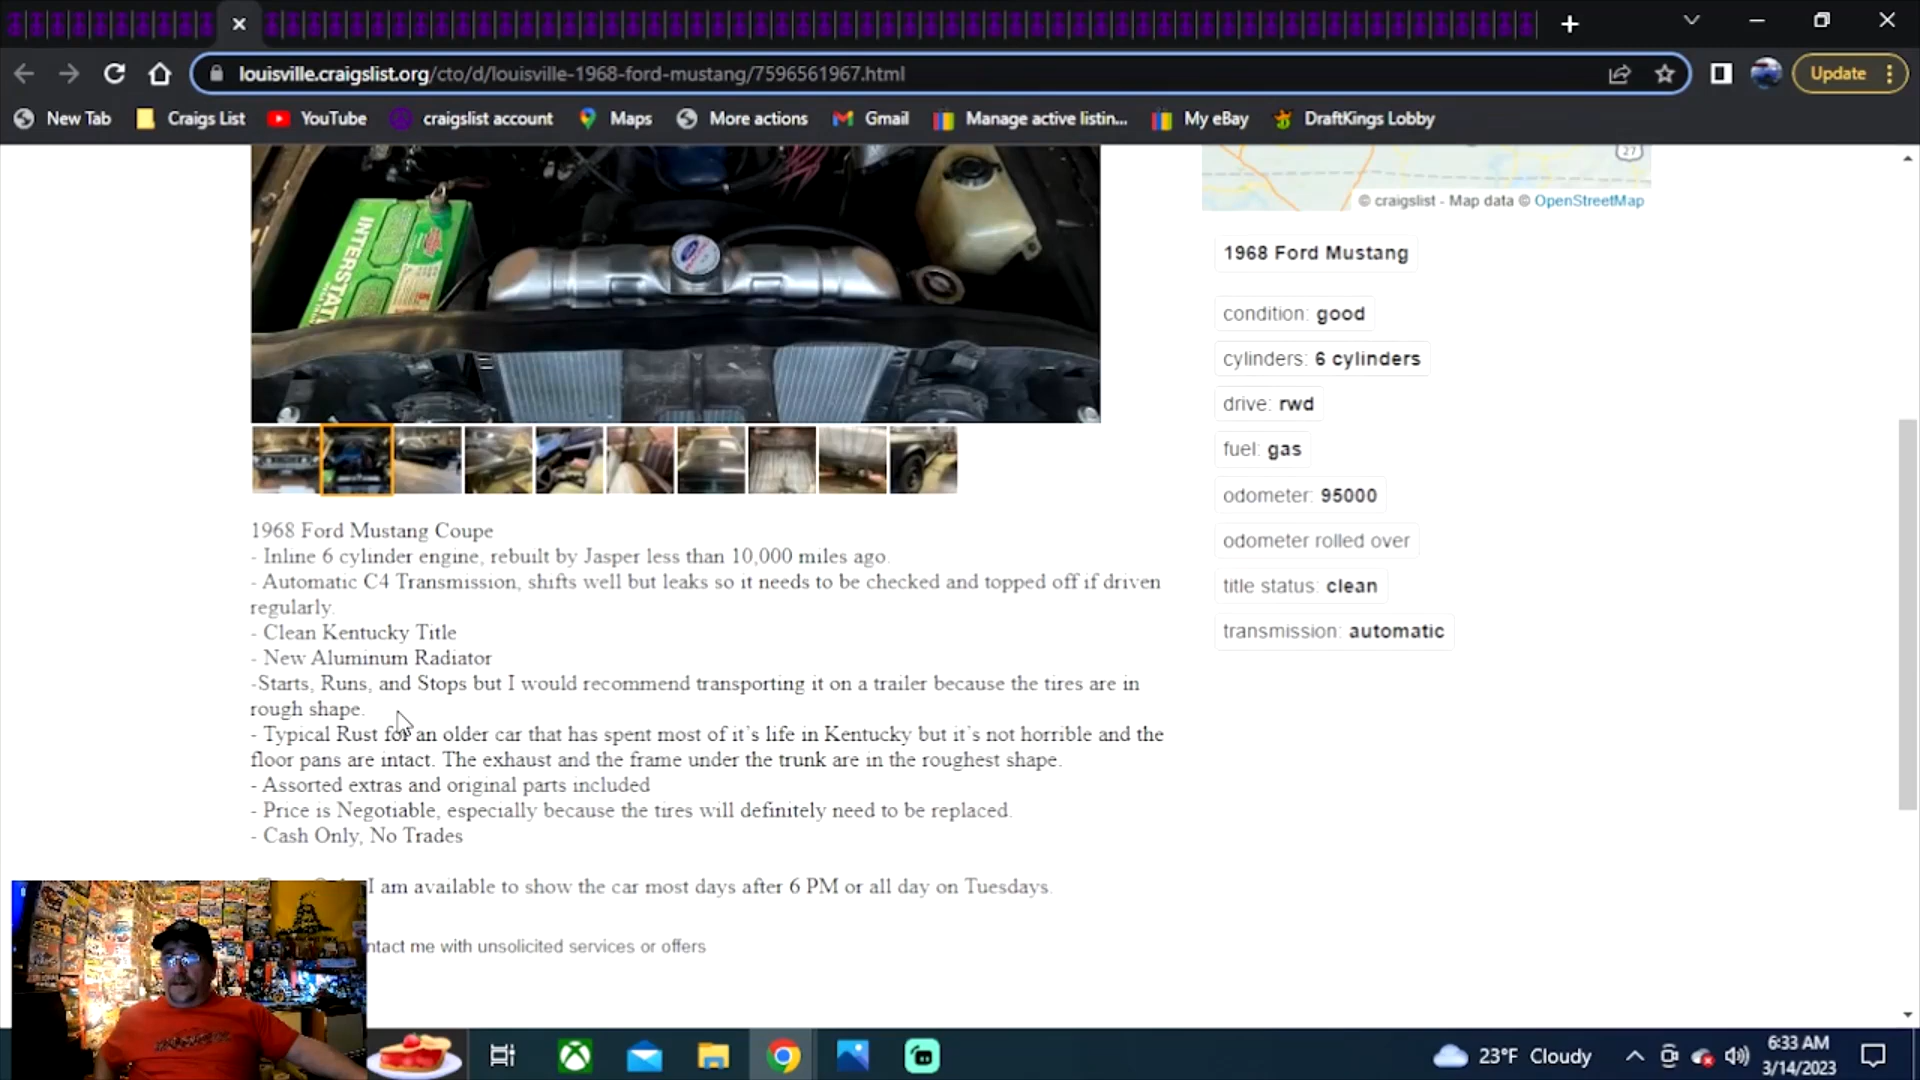 louisville.craigslist.org/cto/d/louisville-1968-ford-mustang/7596561967.html
Update
New Tab
Craigs List
YouTube
craigslist account
Maps
More actions
Gmail
Manage active listin...
My eBay
DraftKings Lobby
27
© craigslist - Map data © OpenStreetMap
INTERSTAT
1968 Ford Mustang
condition: good
cylinders: 6 cylinders
drive: rwd
fuel: gas
odometer: 95000
odometer rolled over
title status: clean
transmission: automatic
1968 Ford Mustang Coupe
- Inline 6 cylinder engine, rebuilt by Jasper less than 10,000 miles ago.
- Automatic C4 Transmission, shifts well but leaks so it needs to be checked and topped off if driven
regularly.
- Clean Kentucky Title
- New Aluminum Radiator
-Starts, Runs, and Stops but I would recommend transporting it on a trailer because the tires are in
rough shape.
- Typical Rust for an older car that has spent most of it's life in Kentucky but it's not horrible and the
floor pans are intact. The exhaust and the frame under the trunk are in the roughest shape.
- Assorted extras and original parts included
- Price is Negotiable, especially because the tires will definitely need to be replaced.
- Cash Only, No Trades
I am available to show the car most days after 6 PM or all day on Tuesdays.
ntact me with unsolicited services or offers
23°F Cloudy
6:33 AM
3/14/2023